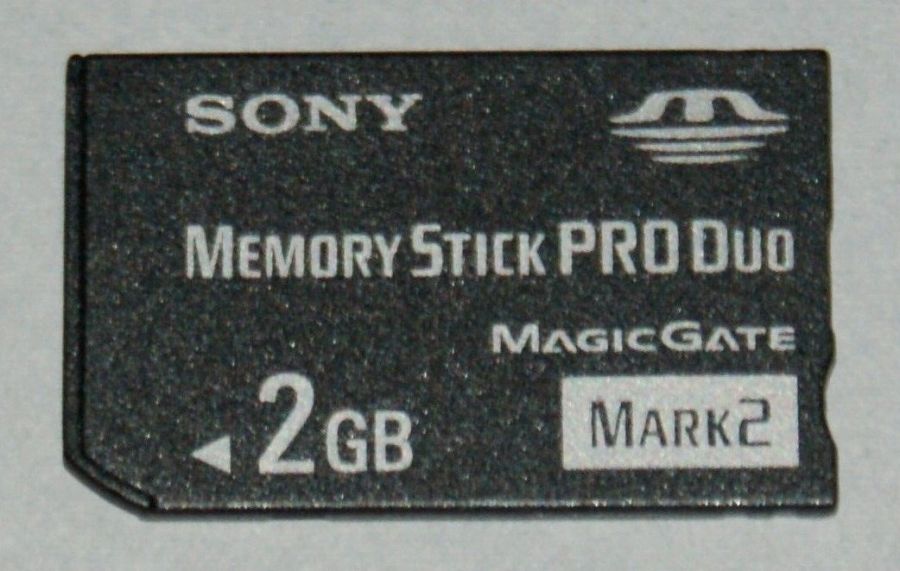 SONY
MEMORY STICK PRO DUO
MAGICGATE
2GB
MARK2